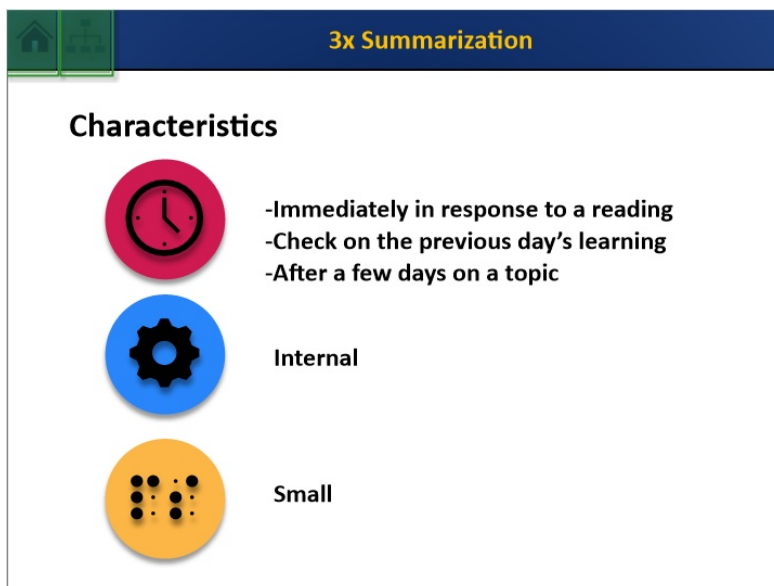 3x Summarization
Characteristics
-Immediately in response to a reading
-Check on the previous day's learning
-After a few days on a topic
Internal
Small